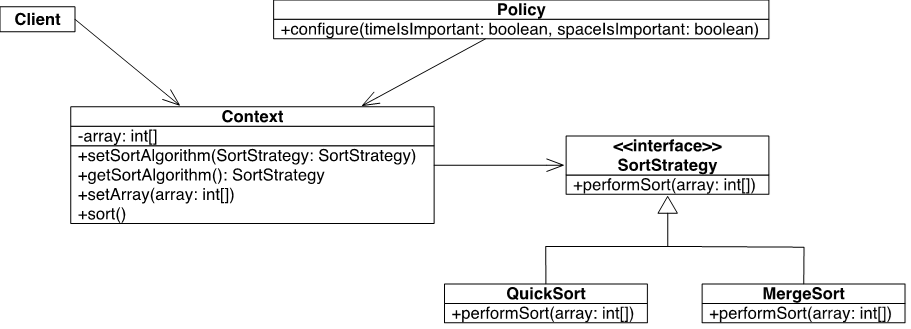 Client
Policy
+configure(timeIsImportant: boolean, spaceIsImportant: boolean)
Context
-array: int[]
+setSortAlgorithm(SortStrategy: SortStrategy)
+getSortAlgorithm(): SortStrategy
+setArray(array: int[])
+sort()
<<interface>>
SortStrategy
+performSort(array: int[])
QuickSort
+performSort(array: int[])
MergeSort
+performSort(array: int[])